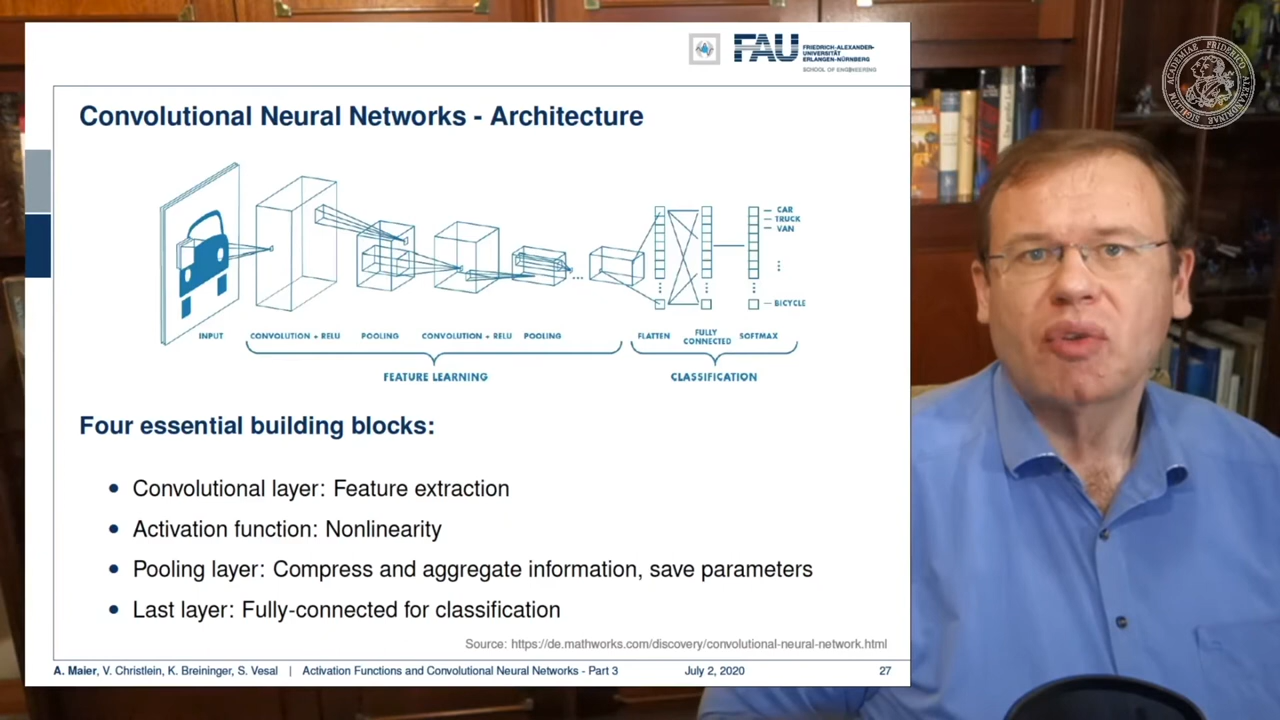 FAU
FRIEDRICH-ALEXANDER-
UNIVERSITÄT
ERLANGEN-NÜRNBERG
SCHOOL OF ENGINEERING
Convolutional Neural Networks - Architecture
CAR
TRUCK
VAN
BICYCLE
INPUT
CONVOLUTION + RELU
POOLING
CONVOLUTION + RELU
POOLING
FLATTEN
FULLY
CONNECTED
SOFTMAX
FEATURE LEARNING
CLASSIFICATION
Four essential building blocks:
• Convolutional layer: Feature extraction
• Activation function: Nonlinearity
• Pooling layer: Compress and aggregate information, save parameters
• Last layer: Fully-connected for classification
Source: https://de.mathworks.com/discovery/convolutional-neural-network.html
A. Maier, V. Christlein, K. Breininger, S. Vesal | Activation Functions and Convolutional Neural Networks - Part 3 July 2, 2020 27